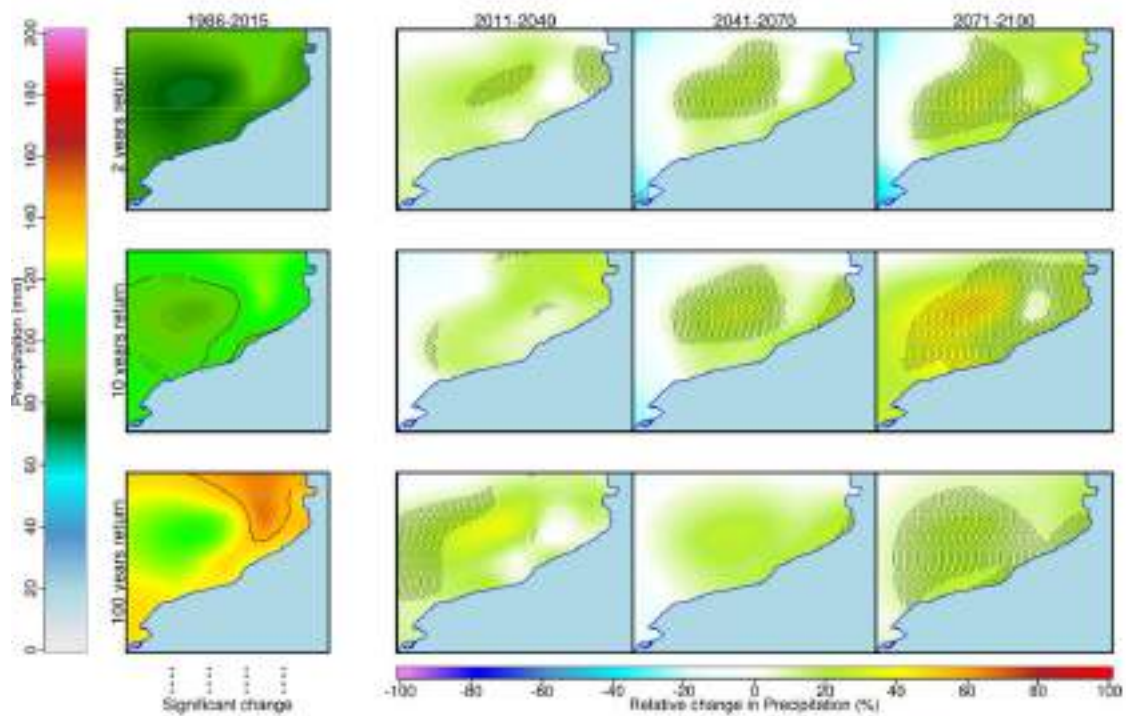 1986-2015 2011-2040 2041-2070 2071-2100
Precipitation (mm)
0 20 40 60 80 100 120 140 160 180 200
2 years return
10 years return
100 years return
Significant change
-100 -80 -60 -40 -20 0 20 40 60 80 100
Relative change in Precipitation (%)